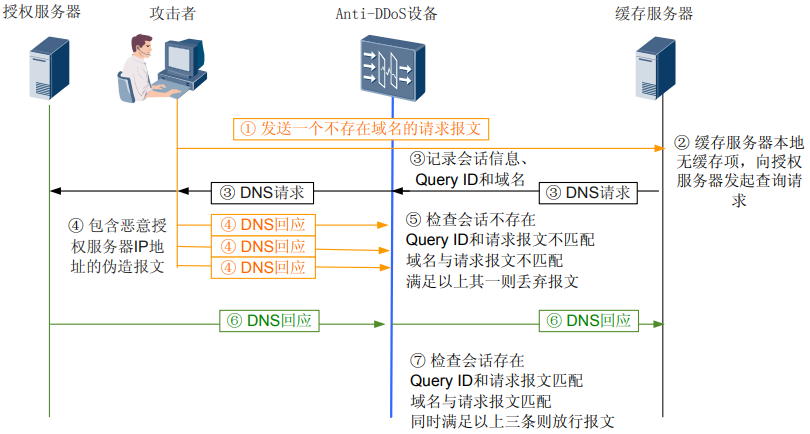 授权服务器
攻击者
Anti-DDoS设备
缓存服务器
① 发送一个不存在域名的请求报文
② 缓存服务器本地
无缓存项，向授权
服务器发起查询请
求
③记录会话信息、
Query ID和域名
③ DNS请求
③ DNS请求
④ 包含恶意授
权服务器IP地
址的伪造报文
④ DNS回应
④ DNS回应
④ DNS回应
⑤ 检查会话不存在
Query ID和请求报文不匹配
域名与请求报文不匹配
满足以上其一则丢弃报文
⑥ DNS回应
⑥ DNS回应
⑦ 检查会话存在
Query ID和请求报文匹配
域名与请求报文匹配
同时满足以上三条则放行报文